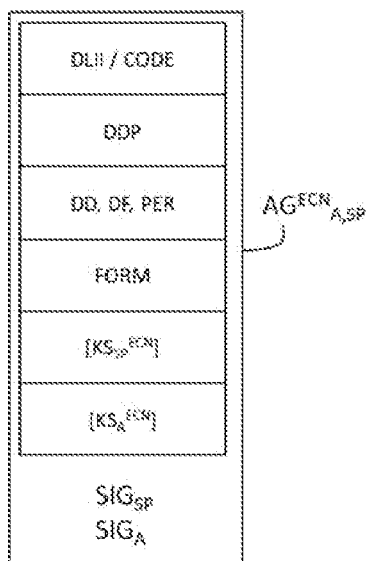 DLII / CODE
DDP
DD, DF, PER
FORM
[KS_SP^ECN]
[KS_A^ECN]
AG^ECN_A,SP
SIG_SP
SIG_A